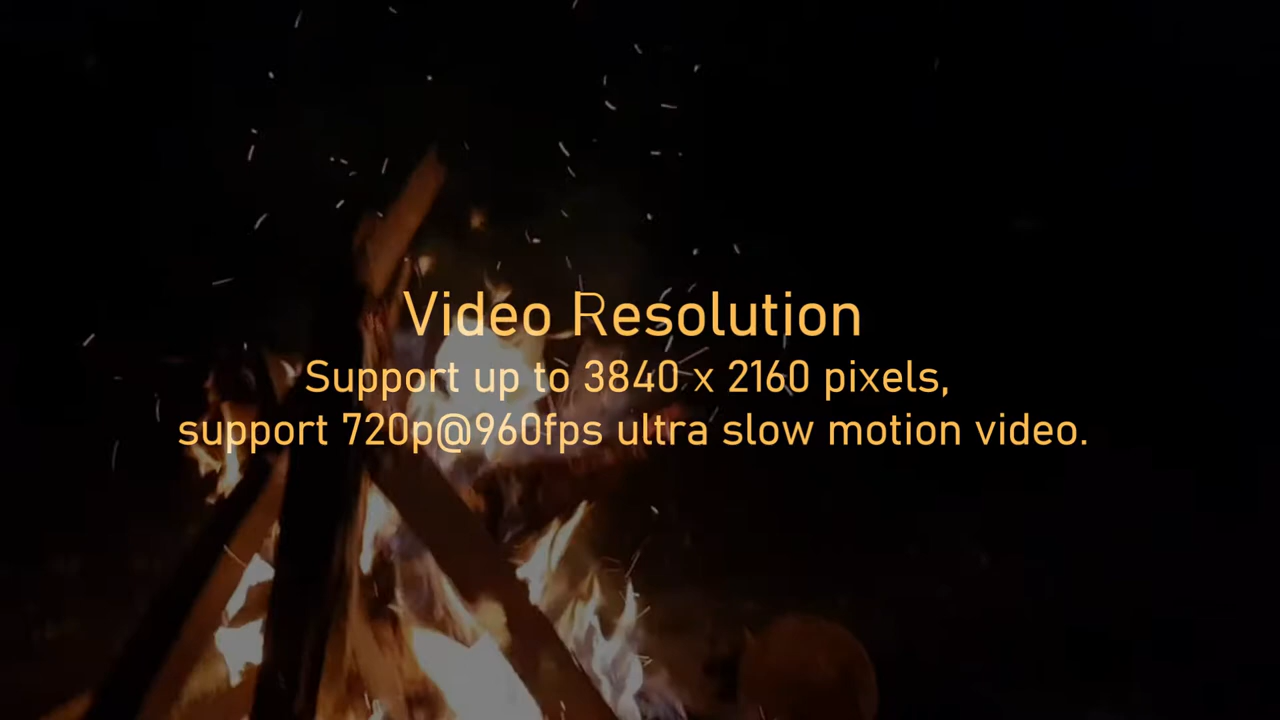 Video Resolution
Support up to 3840 x 2160 pixels,
support 720p@960fps ultra slow motion video.